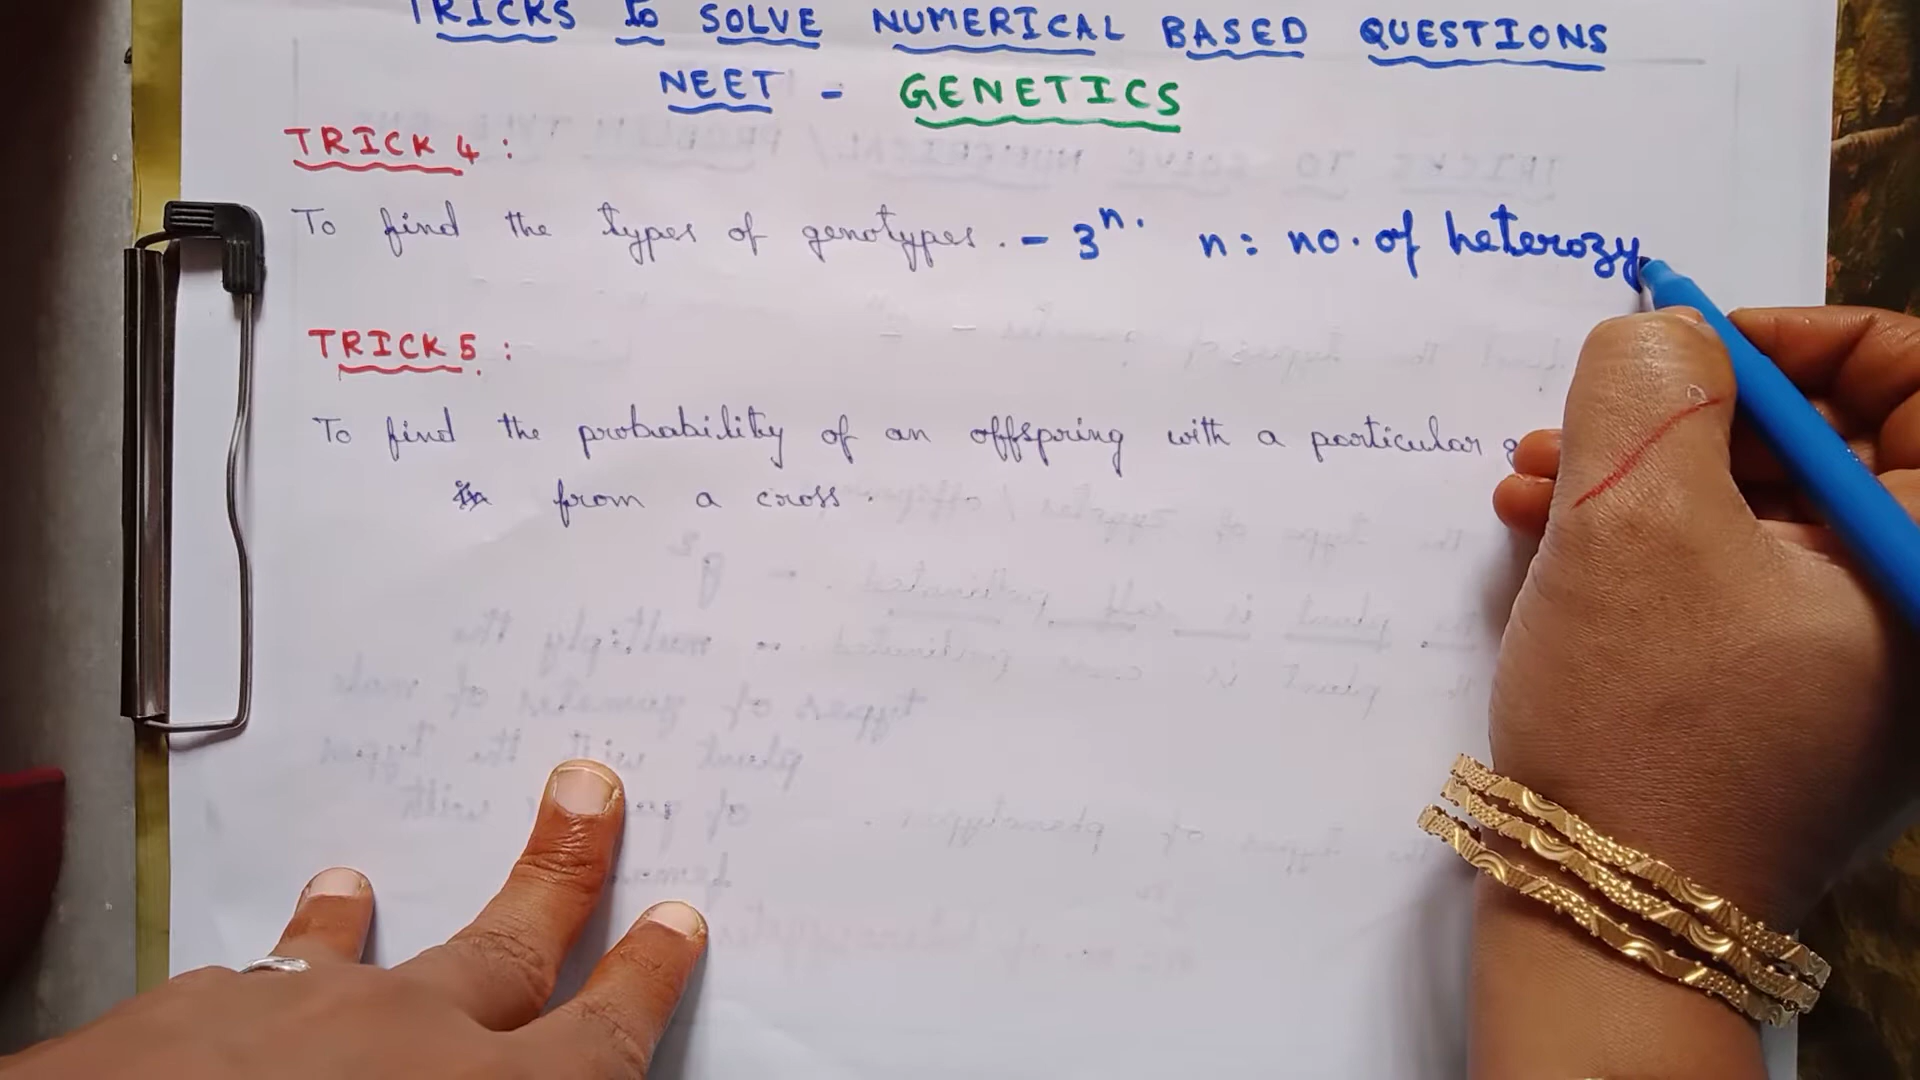 TRICKS to SOLVE NUMERICAL BASED QUESTIONS
NEET - GENETICS
TRICK 4 :
To find the types of genotypes. - 3ⁿ. n: no. of heterozy
TRICK 5 :
To find the probability of an offspring with a particular g
from a cross.